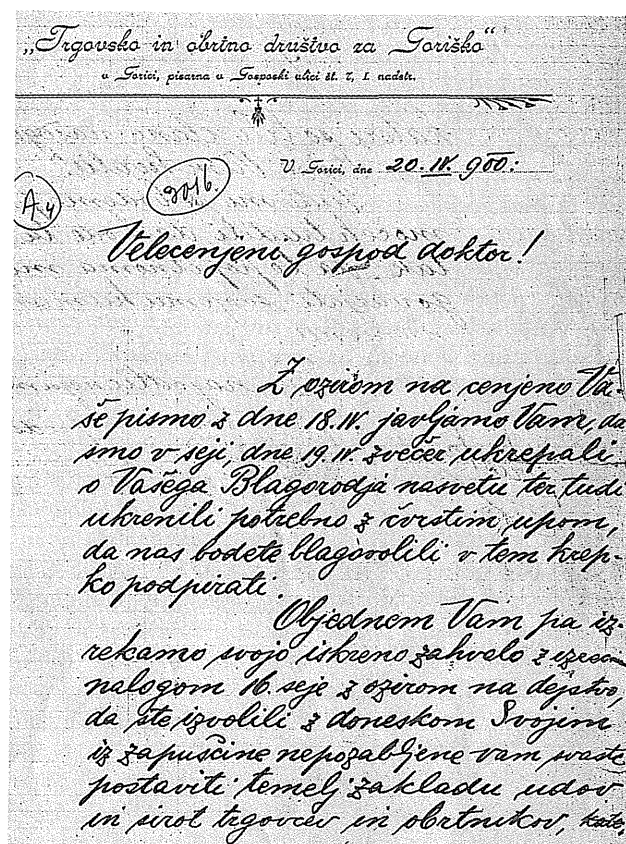 „Trgovsko in obrtno društvo za Goriško“
v Gorici, pisarna v Gosposki ulici št. 7, I. nadstr.
V Gorici, dne 20. IV. 900:
3016.
A4
Velecenjeni gospod doktor!
Z ozirom na cenjeno Va-
še pismo z dne 18. IV. javljamo Vam, da
smo v seji, dne 19. IV. zvečer ukrepali
o Vašega Blagorodja nasvetu ter tudi
ukrenili potrebno z čvrstim upom,
da nas bodete blagovolili v tem krep-
ko podpirati.
Objednem Vam pa iz-
rekamo svojo iskreno zahvalo z
nalogom 16. seje z ozirom na dejstvo,
da ste izvolili z doneskom Svojim
iz zapuščine nepozabljene vam
postaviti temelj zakladu udov
in sirot trgovcev in obrtnikov,